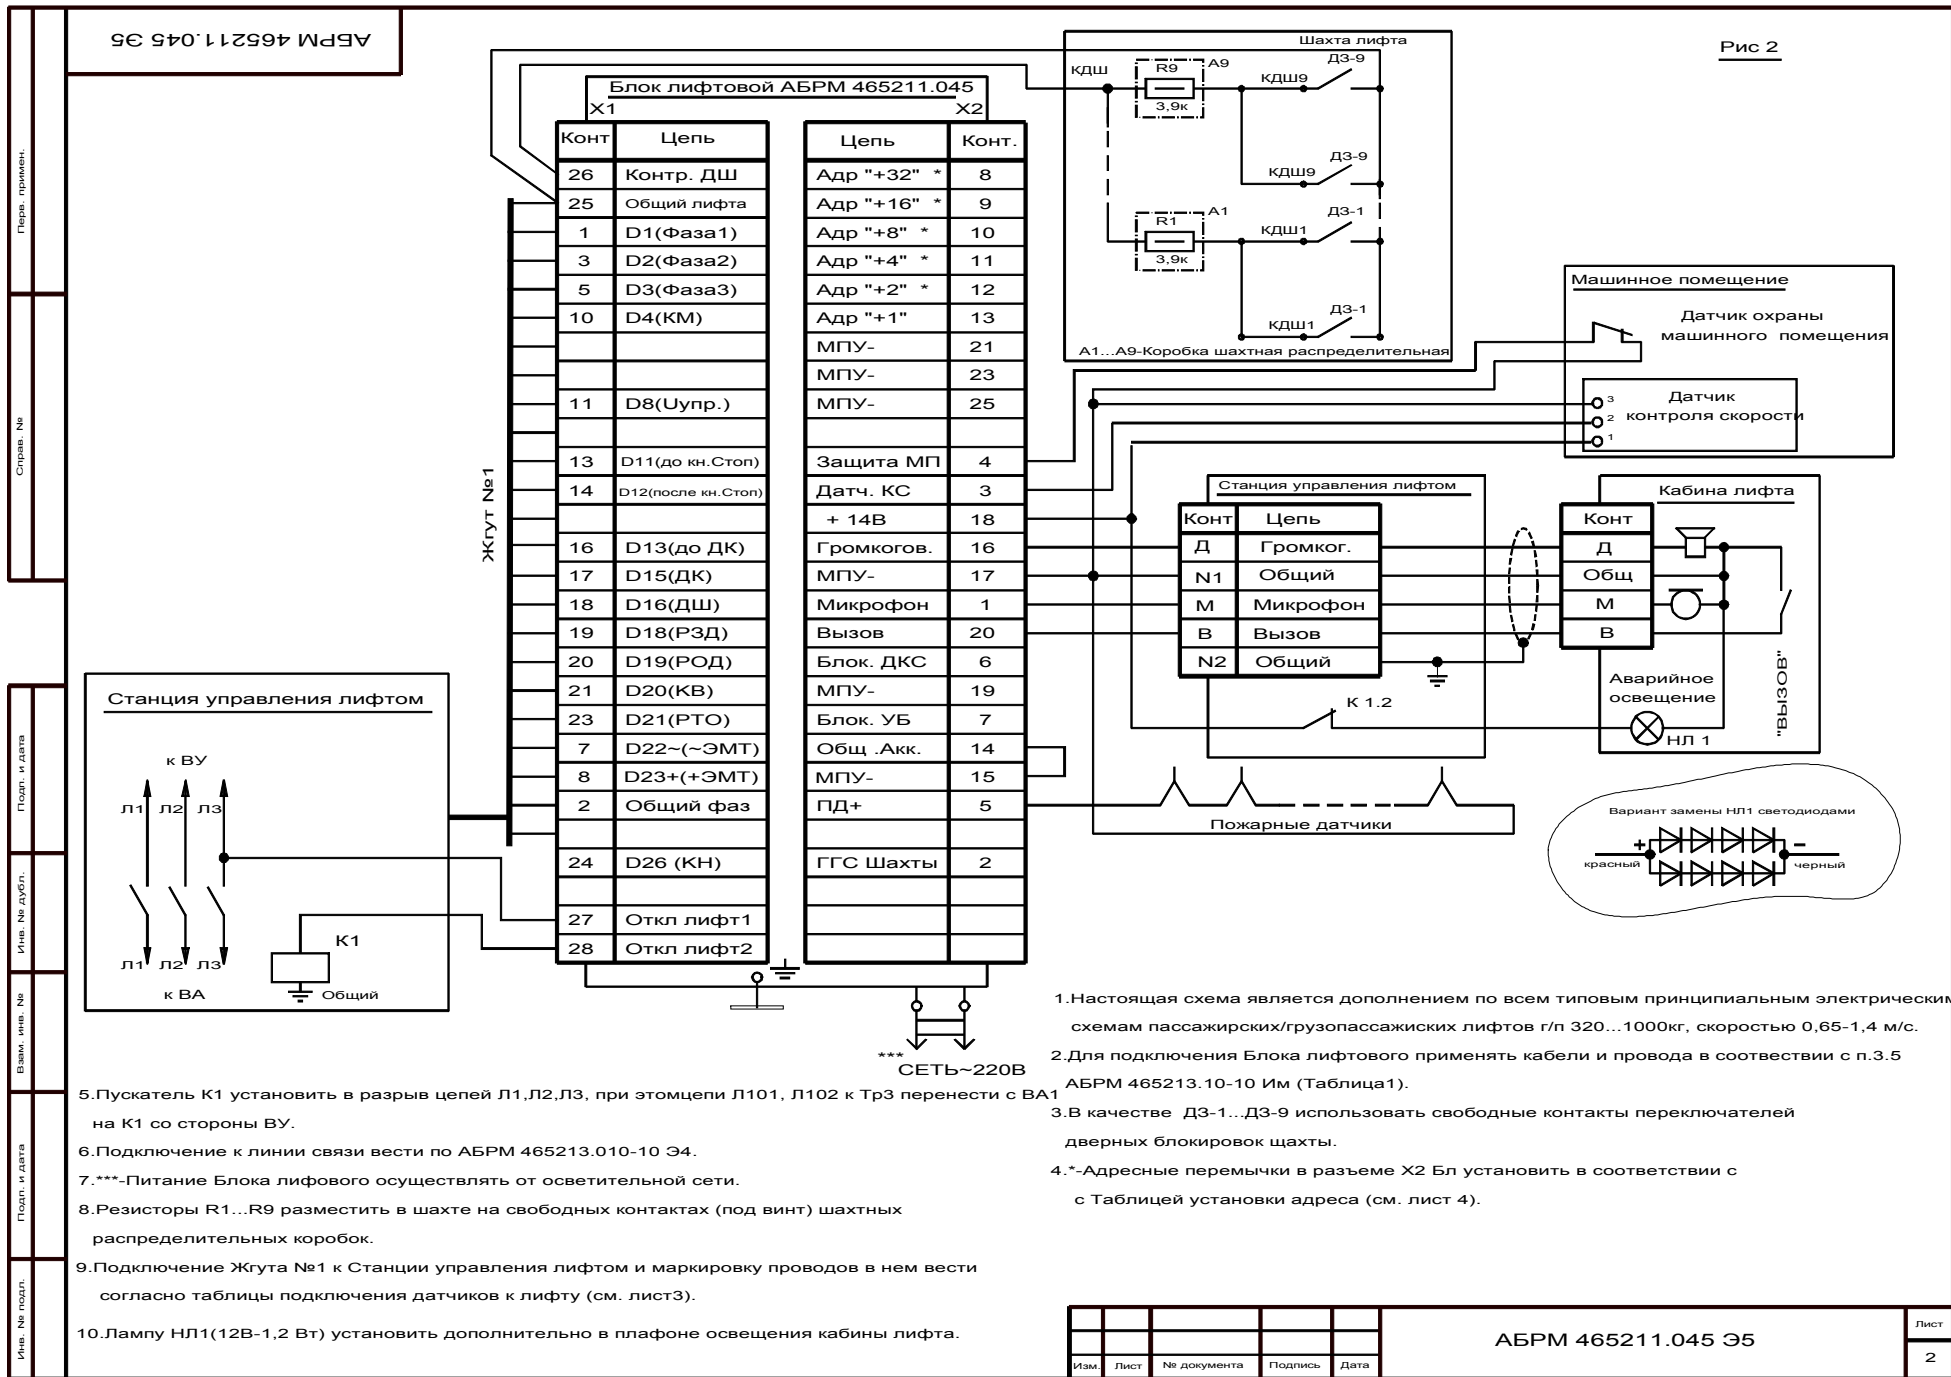 АБРМ 465211.045 Э5
Рис 2
Перв. примен.
Справ. №
Подп. и дата
Инв. № дубл.
Взам. инв. №
Подп. и дата
Инв. № подл.
Блок лифтовой АБРМ 465211.045
X1 X2
Конт Цепь Цепь Конт.
26 Контр. ДШ Адр "+32" * 8
25 Общий лифта Адр "+16" * 9
1 D1(Фаза1) Адр "+8" * 10
3 D2(Фаза2) Адр "+4" * 11
5 D3(Фаза3) Адр "+2" * 12
10 D4(КМ) Адр "+1" 13
МПУ- 21
МПУ- 23
11 D8(Uупр.) МПУ- 25
13 D11(до кн.Стоп) Защита МП 4
14 D12(после кн.Стоп) Датч. КС 3
+ 14В 18
16 D13(до ДК) Громкогов. 16
17 D15(ДК) МПУ- 17
18 D16(ДШ) Микрофон 1
19 D18(РЗД) Вызов 20
20 D19(РОД) Блок. ДКС 6
21 D20(КВ) МПУ- 19
23 D21(РТО) Блок. УБ 7
7 D22~(~ЭМТ) Общ .Акк. 14
8 D23+(+ЭМТ) МПУ- 15
2 Общий фаз ПД+ 5
24 D26 (КН) ГГС Шахты 2
27 Откл лифт1
28 Откл лифт2
Жгут №1
Шахта лифта
КДШ R9 А9 КДШ9 ДЗ-9
3,9к
КДШ9 ДЗ-9
R1 А1 КДШ1 ДЗ-1
3,9к
КДШ1 ДЗ-1
А1...А9-Коробка шахтная распределительная
Машинное помещение
Датчик охраны
машинного помещения
Датчик
контроля скорости
3
2
1
Станция управления лифтом
Конт Цепь
Д Громког.
N1 Общий
М Микрофон
В Вызов
N2 Общий
К 1.2
Кабина лифта
Конт
Д
Общ
М
В
Аварийное
освещение
НЛ 1
"ВЫЗОВ"
Пожарные датчики
Вариант замены НЛ1 светодиодами
+ -
красный черный
Станция управления лифтом
к ВУ
Л1 Л2 Л3
Л1 Л2 Л3
к ВА
К1
Общий
***
СЕТЬ~220В
1.Настоящая схема является дополнением по всем типовым принципиальным электрическим
схемам пассажирских/грузопассажиских лифтов г/п 320...1000кг, скоростью 0,65-1,4 м/с.
2.Для подключения Блока лифтового применять кабели и провода в соотвествии с п.3.5
АБРМ 465213.10-10 Им (Таблица1).
3.В качестве ДЗ-1...ДЗ-9 использовать свободные контакты переключателей
дверных блокировок щахты.
4.*-Адресные перемычки в разъеме Х2 Бл установить в соответствии с
с Таблицей установки адреса (см. лист 4).
5.Пускатель К1 установить в разрыв цепей Л1,Л2,Л3, при этомцепи Л101, Л102 к Тр3 перенести с ВА1
на К1 со стороны ВУ.
6.Подключение к линии связи вести по АБРМ 465213.010-10 Э4.
7.***-Питание Блока лифового осуществлять от осветительной сети.
8.Резисторы R1...R9 разместить в шахте на свободных контактах (под винт) шахтных
распределительных коробок.
9.Подключение Жгута №1 к Станции управления лифтом и маркировку проводов в нем вести
согласно таблицы подключения датчиков к лифту (см. лист3).
10.Лампу НЛ1(12В-1,2 Вт) установить дополнительно в плафоне освещения кабины лифта.
Изм. Лист № документа Подпись Дата
АБРМ 465211.045 Э5
Лист
2